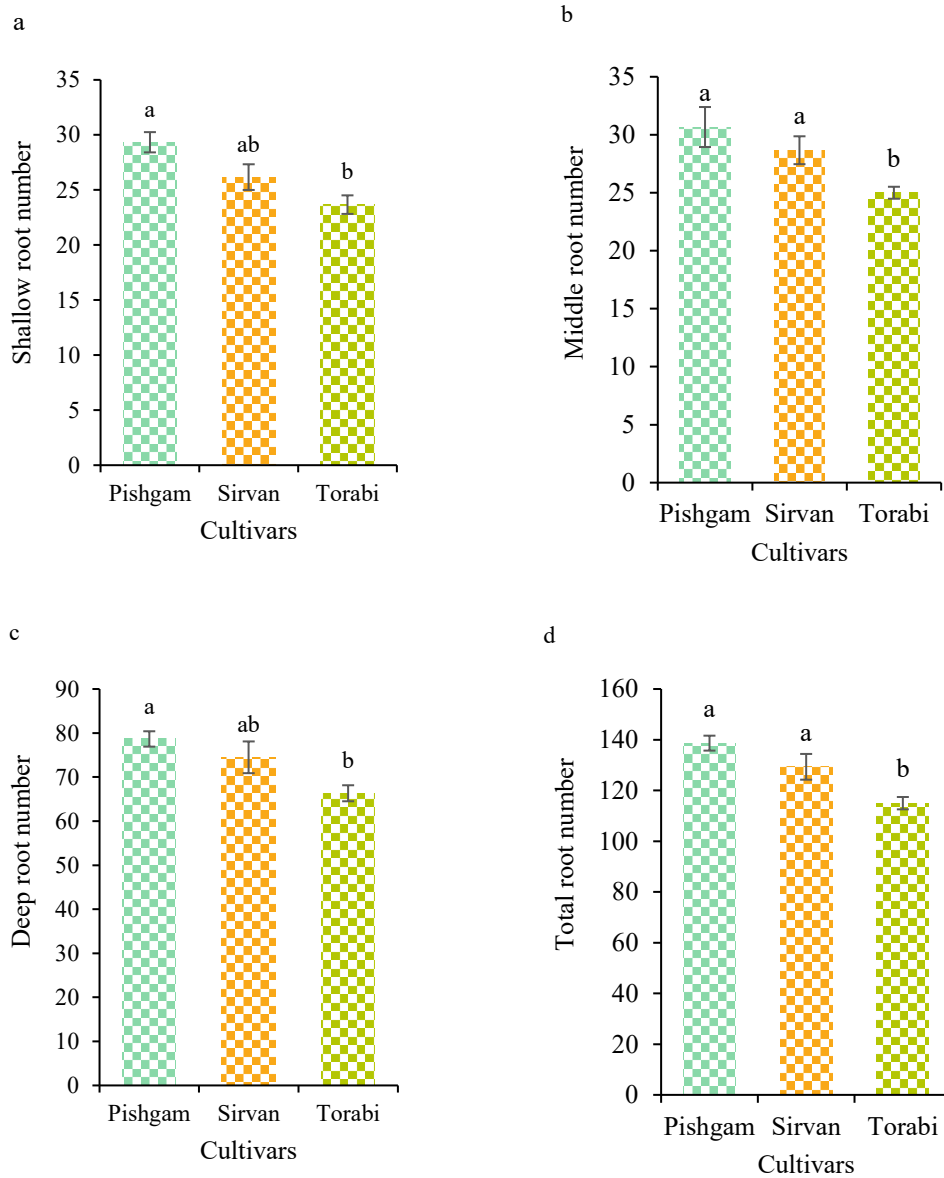 a
35
30
25
20
15
10
5
0
Shallow root number
a
ab
b
Pishgam Sirvan Torabi
Cultivars
b
35
30
25
20
15
10
5
0
Middle root number
a
a
b
Pishgam Sirvan Torabi
Cultivars
c
90
80
70
60
50
40
30
20
10
0
Deep root number
a
ab
b
Pishgam Sirvan Torabi
Cultivars
d
160
140
120
100
80
60
40
20
0
Total root number
a
a
b
Pishgam Sirvan Torabi
Cultivars